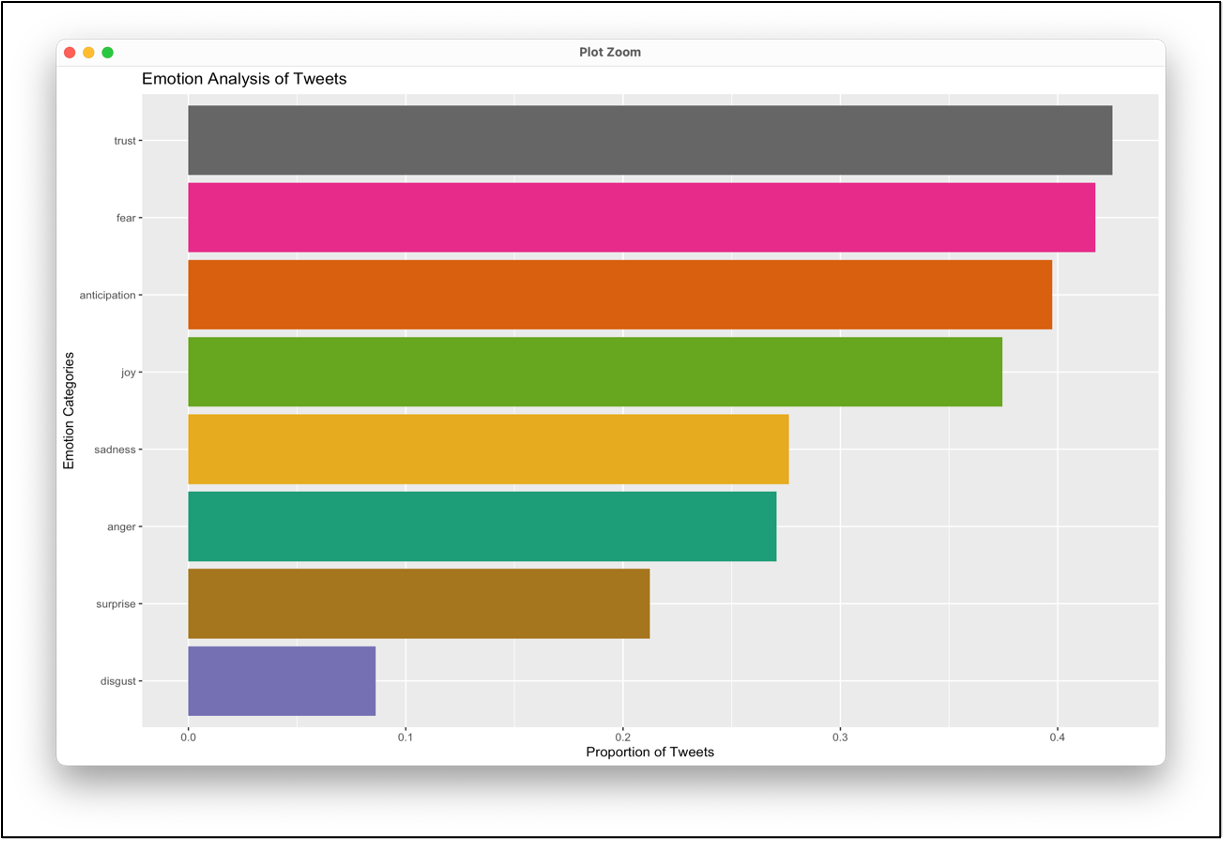 Plot Zoom
Emotion Analysis of Tweets
Emotion Categories
trust
fear
anticipation
joy
sadness
anger
surprise
disgust
0.0 0.1 0.2 0.3 0.4
Proportion of Tweets